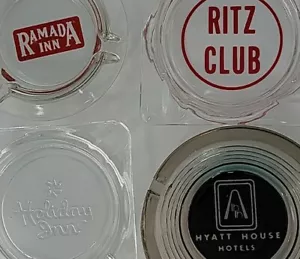 RAMADA
INN
RITZ
CLUB
Holiday
Inn
HYATT HOUSE
HOTELS